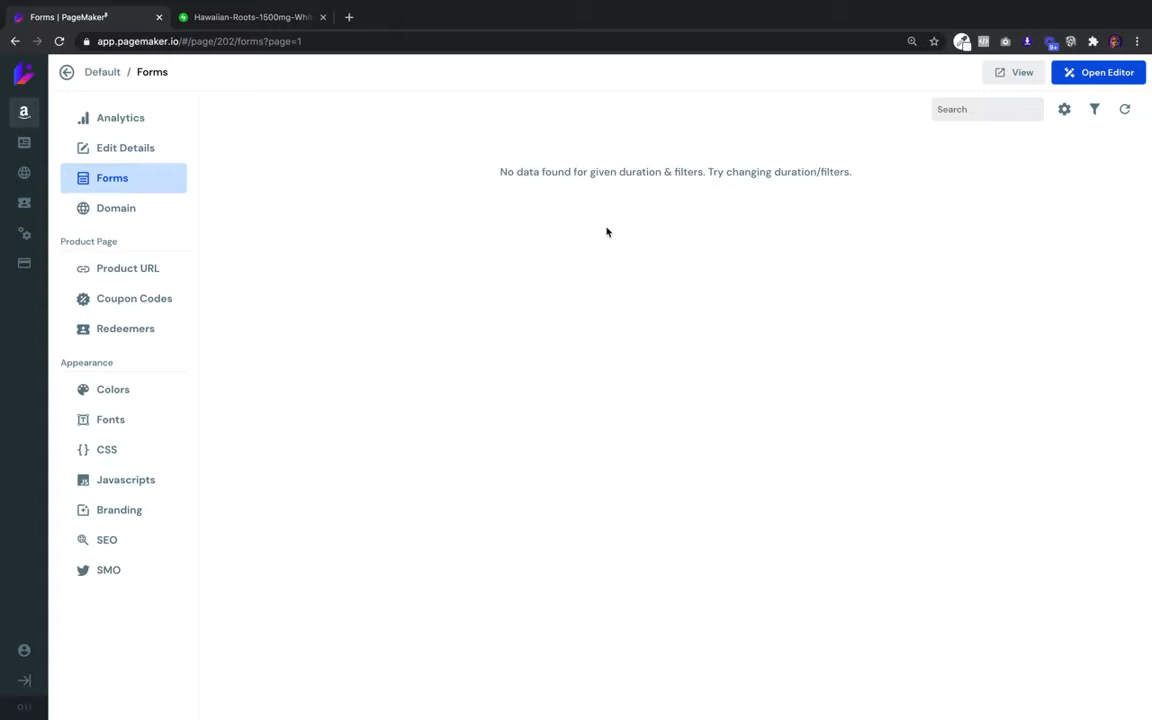 Forms | PageMaker
Hawaiian-Roots-1500mg-Whi
app.pagemaker.io/#/page/202/forms?page=1
9+
a
Default / Forms
View
Open Editor
Analytics
Edit Details
Forms
Domain
Search
No data found for given duration & filters. Try changing duration/filters.
Product Page
Product URL
Coupon Codes
Redeemers
Appearance
Colors
Fonts
CSS
Javascripts
Branding
SEO
SMO